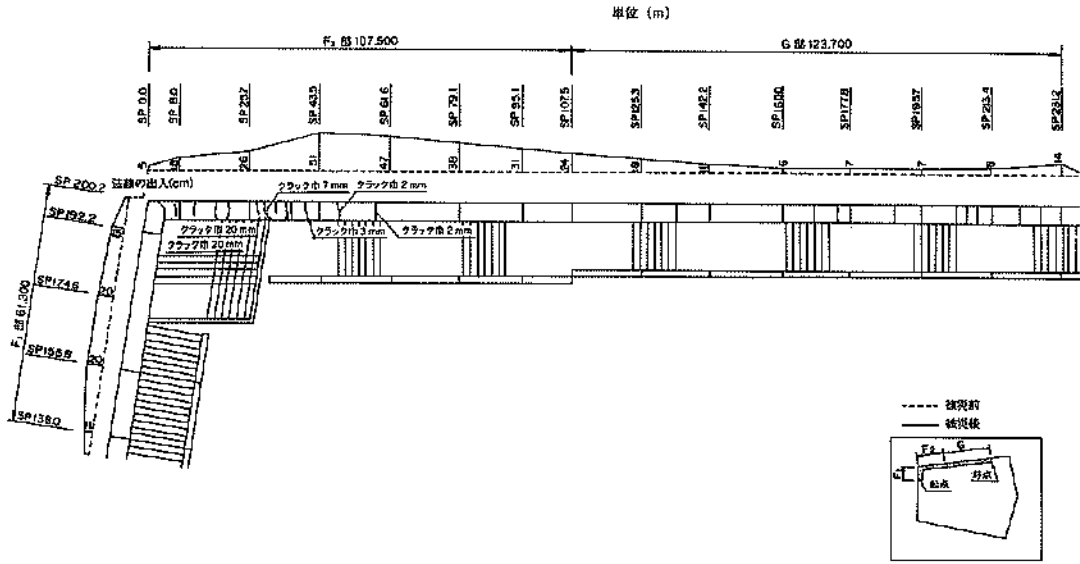 単位 (m)
F₂ 部 107.500
G 部 123.700
SP 0.0
SP 8.0
SP 25.7
SP 43.5
SP 61.6
SP 79.1
SP 95.1
SP 107.5
SP 125.3
SP 142.2
SP 160.0
SP 177.8
SP 195.7
SP 213.4
SP 231.2
5
26
51
47
38
31
24
18
11
6
7
7
14
SP 200.2
法線の出入(cm)
クラック巾 7 mm
クラック巾 2 mm
SP 192.2
クラック巾 20 mm
クラック巾 3 mm
クラック巾 2 mm
クラック巾 20 mm
SP 174.6
20
F₁ 部 61.300
SP 155.8
20
SP 138.0
被災前
被災後
F₂
G
F₁
起点
終点